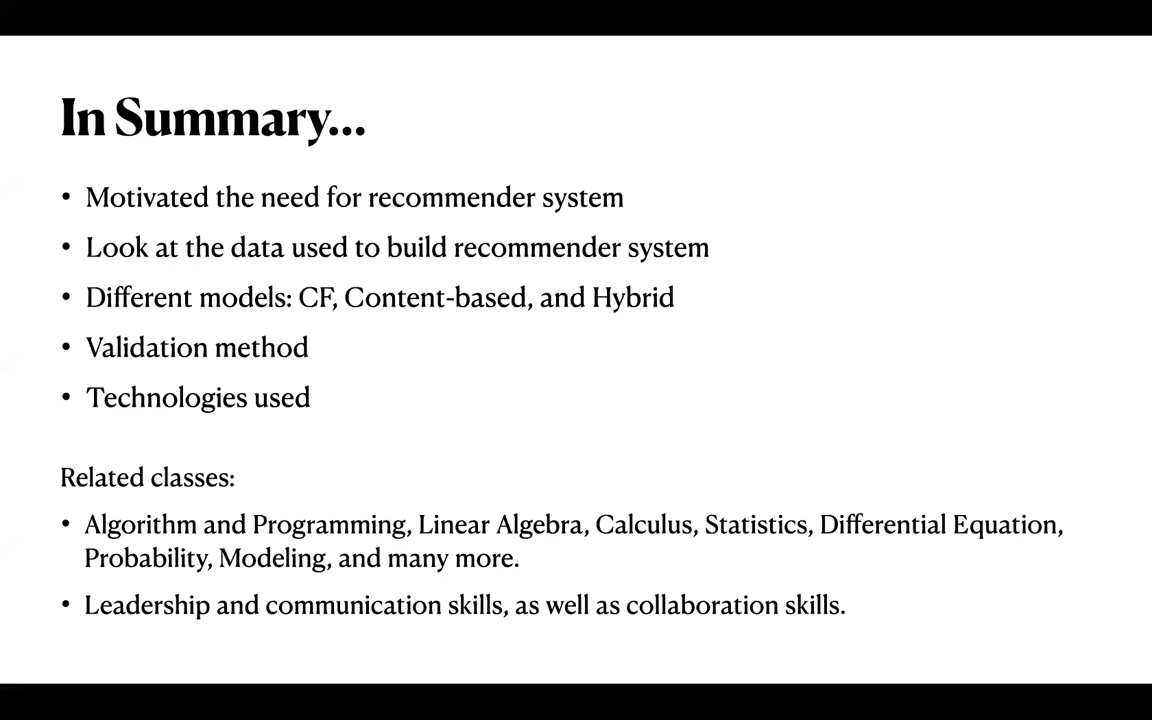 In Summary...
• Motivated the need for recommender system
• Look at the data used to build recommender system
• Different models: CF, Content-based, and Hybrid
• Validation method
• Technologies used
Related classes:
• Algorithm and Programming, Linear Algebra, Calculus, Statistics, Differential Equation,
Probability, Modeling, and many more.
• Leadership and communication skills, as well as collaboration skills.